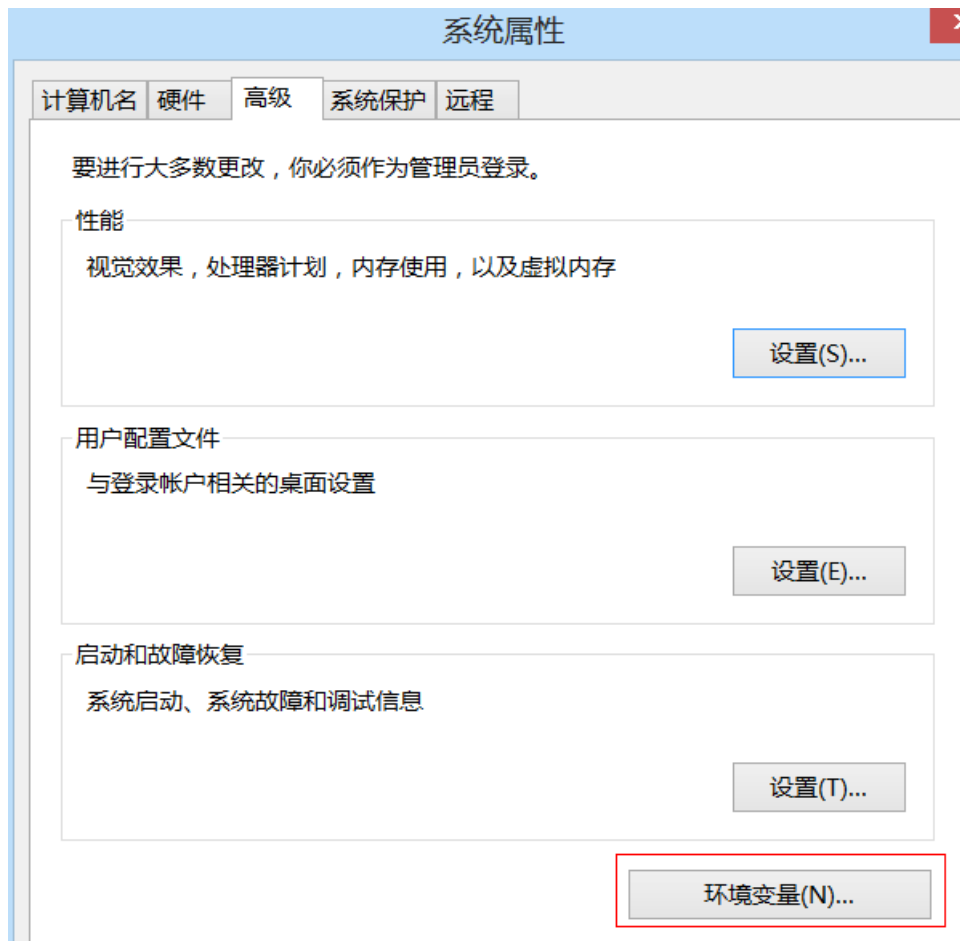 系统属性
计算机名 硬件 高级 系统保护 远程
要进行大多数更改，你必须作为管理员登录。
性能
视觉效果，处理器计划，内存使用，以及虚拟内存
设置(S)...
用户配置文件
与登录帐户相关的桌面设置
设置(E)...
启动和故障恢复
系统启动、系统故障和调试信息
设置(T)...
环境变量(N)...